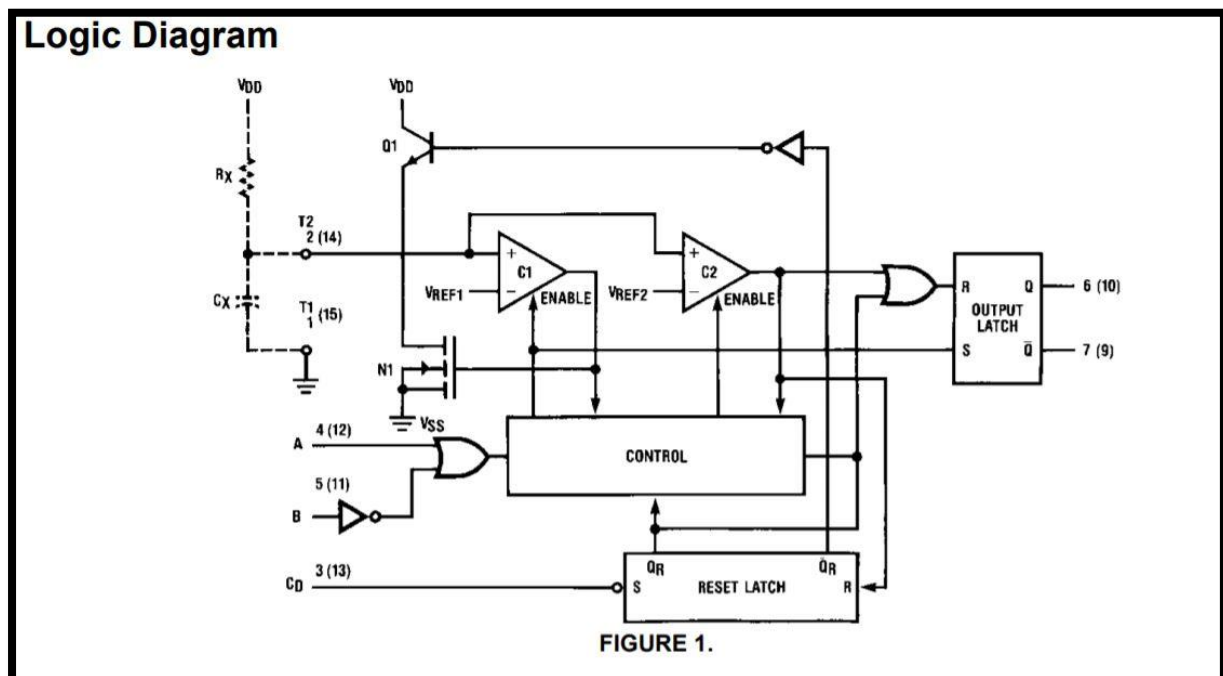 Logic Diagram
VDD
VDD
Q1
RX
T2
2 (14)
+
C1
−
VREF1
ENABLE
+
C2
−
VREF2
ENABLE
CX
T1
1 (15)
R
Q
6 (10)
OUTPUT
LATCH
S
Q̅
7 (9)
N1
VSS
A
4 (12)
CONTROL
5 (11)
B
CD
3 (13)
S
QR
RESET LATCH
Q̅R
R
FIGURE 1.